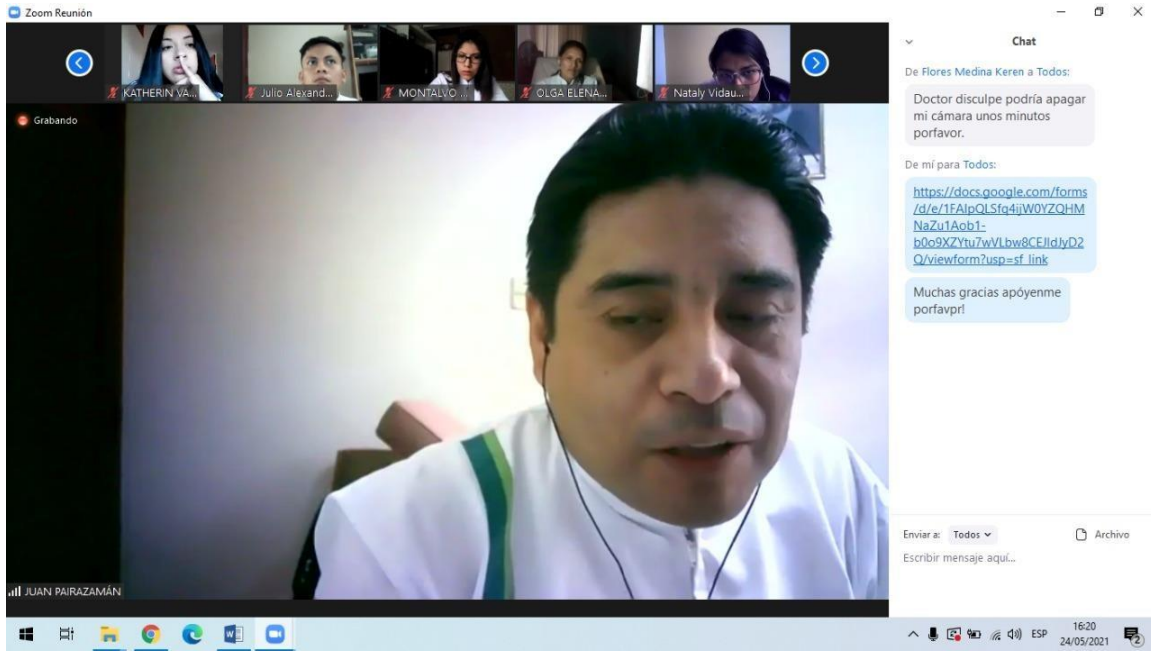 Zoom Reunión
KATHERIN VA...
Julio Alexand...
MONTALVO ...
OLGA ELENA...
Nataly Vidau...
Grabando
JUAN PAIRAZAMÁN
Chat
De Flores Medina Keren a Todos:
Doctor disculpe podría apagar
mi cámara unos minutos
porfavor.
De mí para Todos:
https://docs.google.com/forms
/d/e/1FAIpQLSfq4ijW0YZQHM
NaZu1Aob1-
b0o9XZYtu7wVLbw8CEJIdJyD2
Q/viewform?usp=sf_link
Muchas gracias apóyenme
porfavpr!
Enviar a: Todos
Archivo
Escribir mensaje aquí...
ESP
16:20
24/05/2021
2